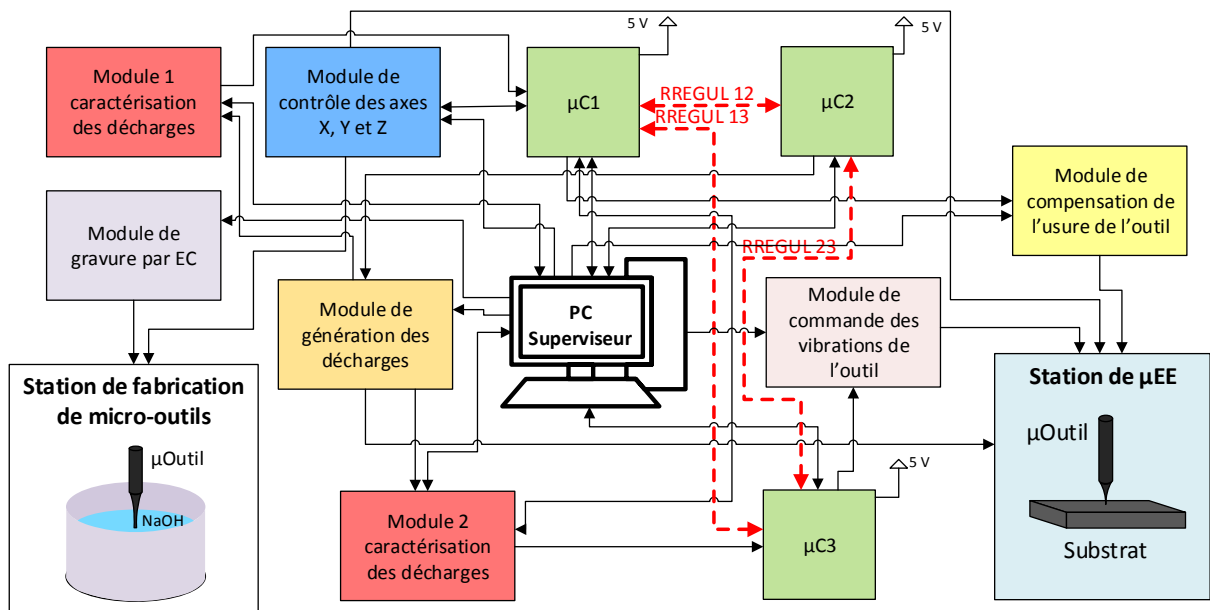 5 V
5 V
Module 1
caractérisation
des décharges
Module de
contrôle des axes
X, Y et Z
µC1
RREGUL 12
RREGUL 13
µC2
Module de
compensation de
l'usure de l'outil
Module de
gravure par EC
RREGUL 23
Module de
génération des
décharges
PC
Superviseur
Module de
commande des
vibrations de
l'outil
Station de fabrication
de micro-outils
µOutil
NaOH
Station de µEE
µOutil
Substrat
5 V
Module 2
caractérisation
des décharges
µC3